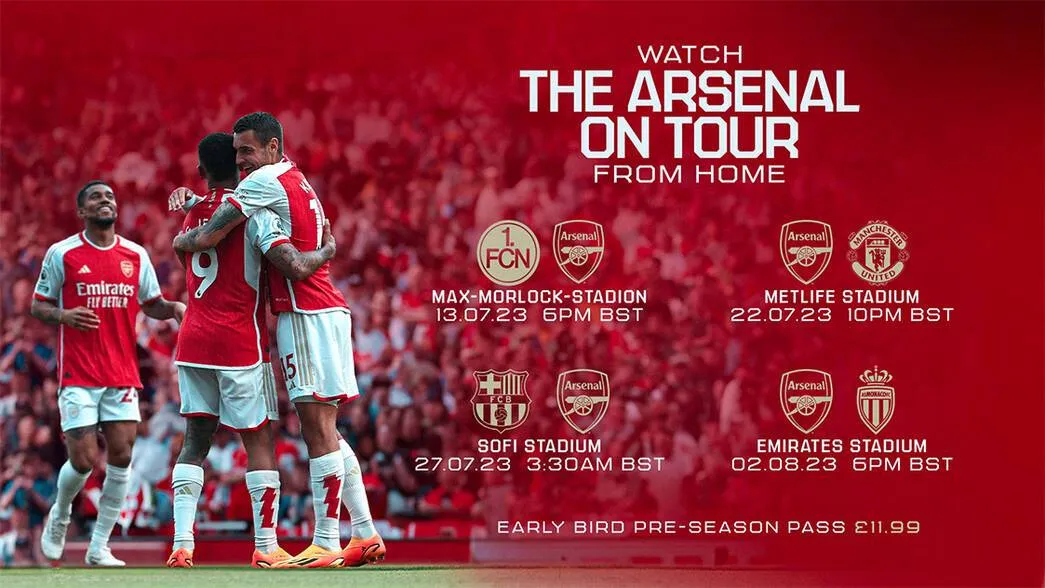 WATCH
THE ARSENAL
ON TOUR
FROM HOME
1.
FCN
Arsenal
MAX-MORLOCK-STADION
13.07.23 6PM BST
Arsenal
MANCHESTER
UNITED
METLIFE STADIUM
22.07.23 10PM BST
FCB
Arsenal
SOFI STADIUM
27.07.23 3:30AM BST
Arsenal
EMIRATES STADIUM
02.08.23 6PM BST
EARLY BIRD PRE-SEASON PASS £11.99
Emirates
FLY BETTER
9